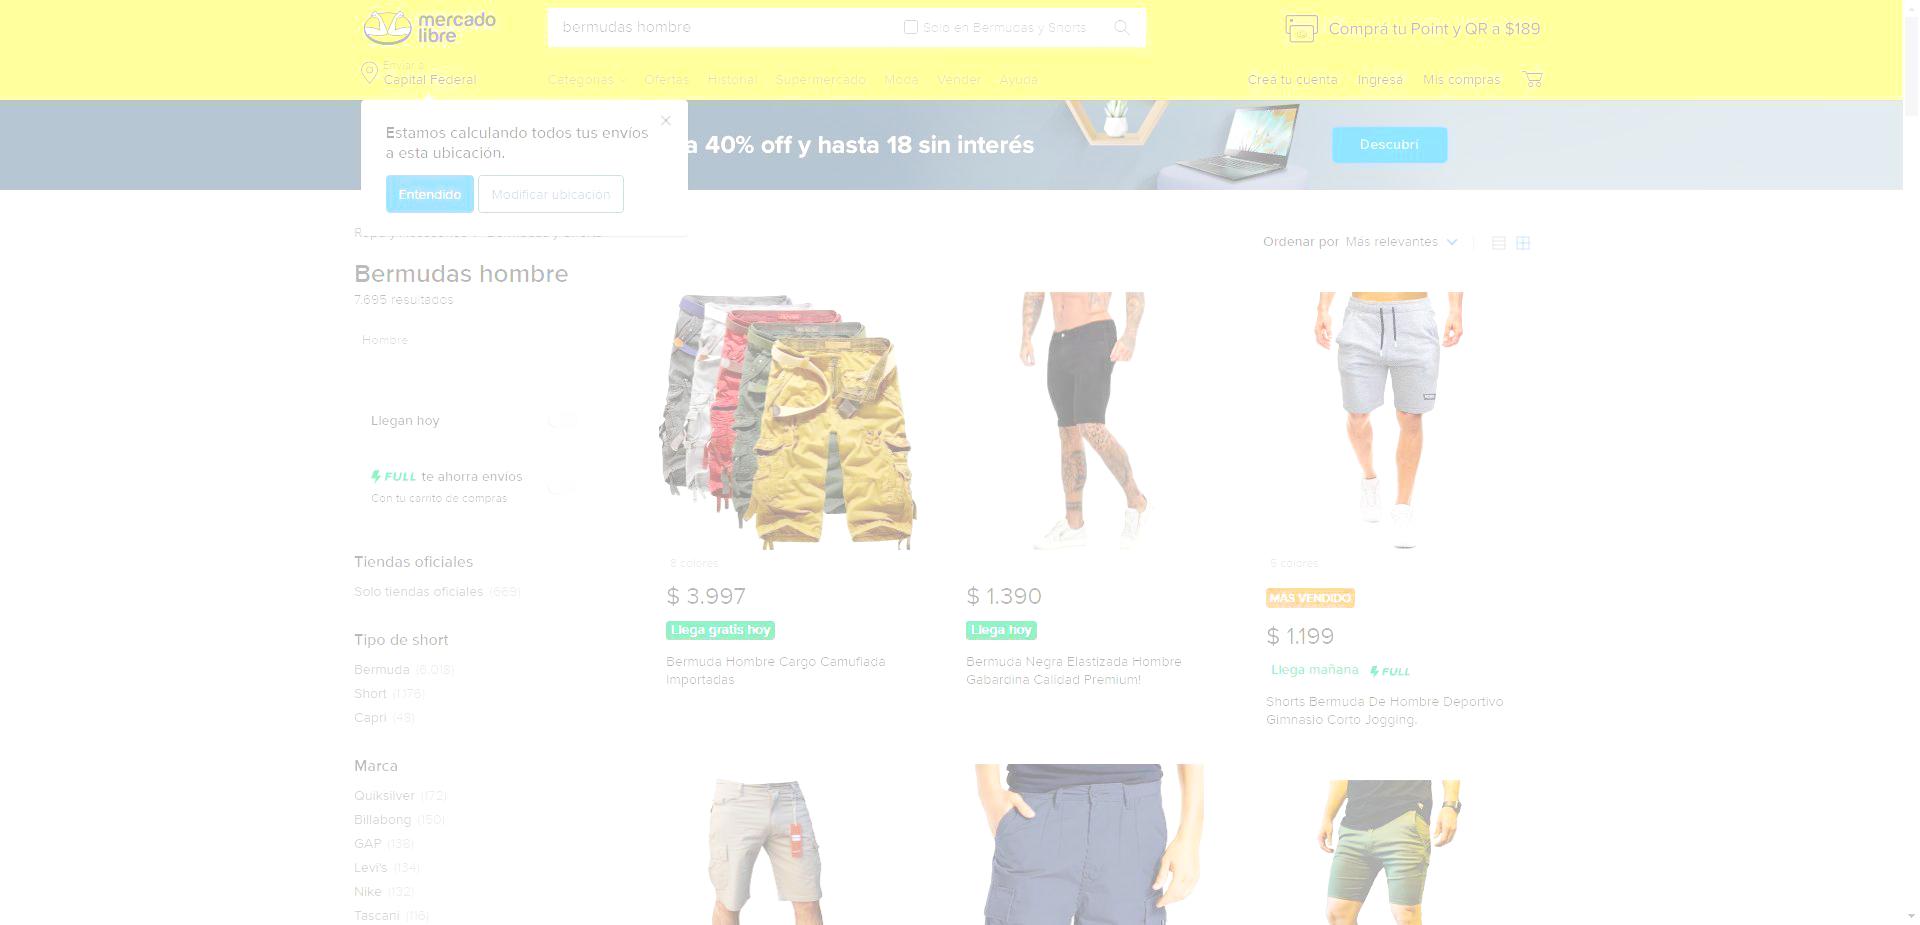 mercado
libre
bermudas hombre
Solo en Bermudas y Shorts
Comprá tu Point y QR a $189
Enviar a
Capital Federal
Categorías
Ofertas
Historial
Supermercado
Moda
Vender
Ayuda
Creá tu cuenta
Ingresá
Mis compras
Estamos calculando todos tus envíos
a esta ubicación.
Entendido
Modificar ubicación
a 40% off y hasta 18 sin interés
Descubrí
Ordenar por Más relevantes
Bermudas hombre
7.695 resultados
Hombre
Llegan hoy
FULL te ahorra envíos
Con tu carrito de compras
Tiendas oficiales
Solo tiendas oficiales (669)
Tipo de short
Bermuda (6.018)
Short (1.176)
Capri (48)
Marca
Quiksilver (172)
Billabong (150)
GAP (138)
Levi's (134)
Nike (132)
Tascani (116)
8 colores
$ 3.997
Llega gratis hoy
Bermuda Hombre Cargo Camuflada
Importadas
$ 1.390
Llega hoy
Bermuda Negra Elastizada Hombre
Gabardina Calidad Premium!
colores
MÁS VENDIDO
$ 1.199
Llega mañana FULL
Shorts Bermuda De Hombre Deportivo
Gimnasio Corto Jogging.